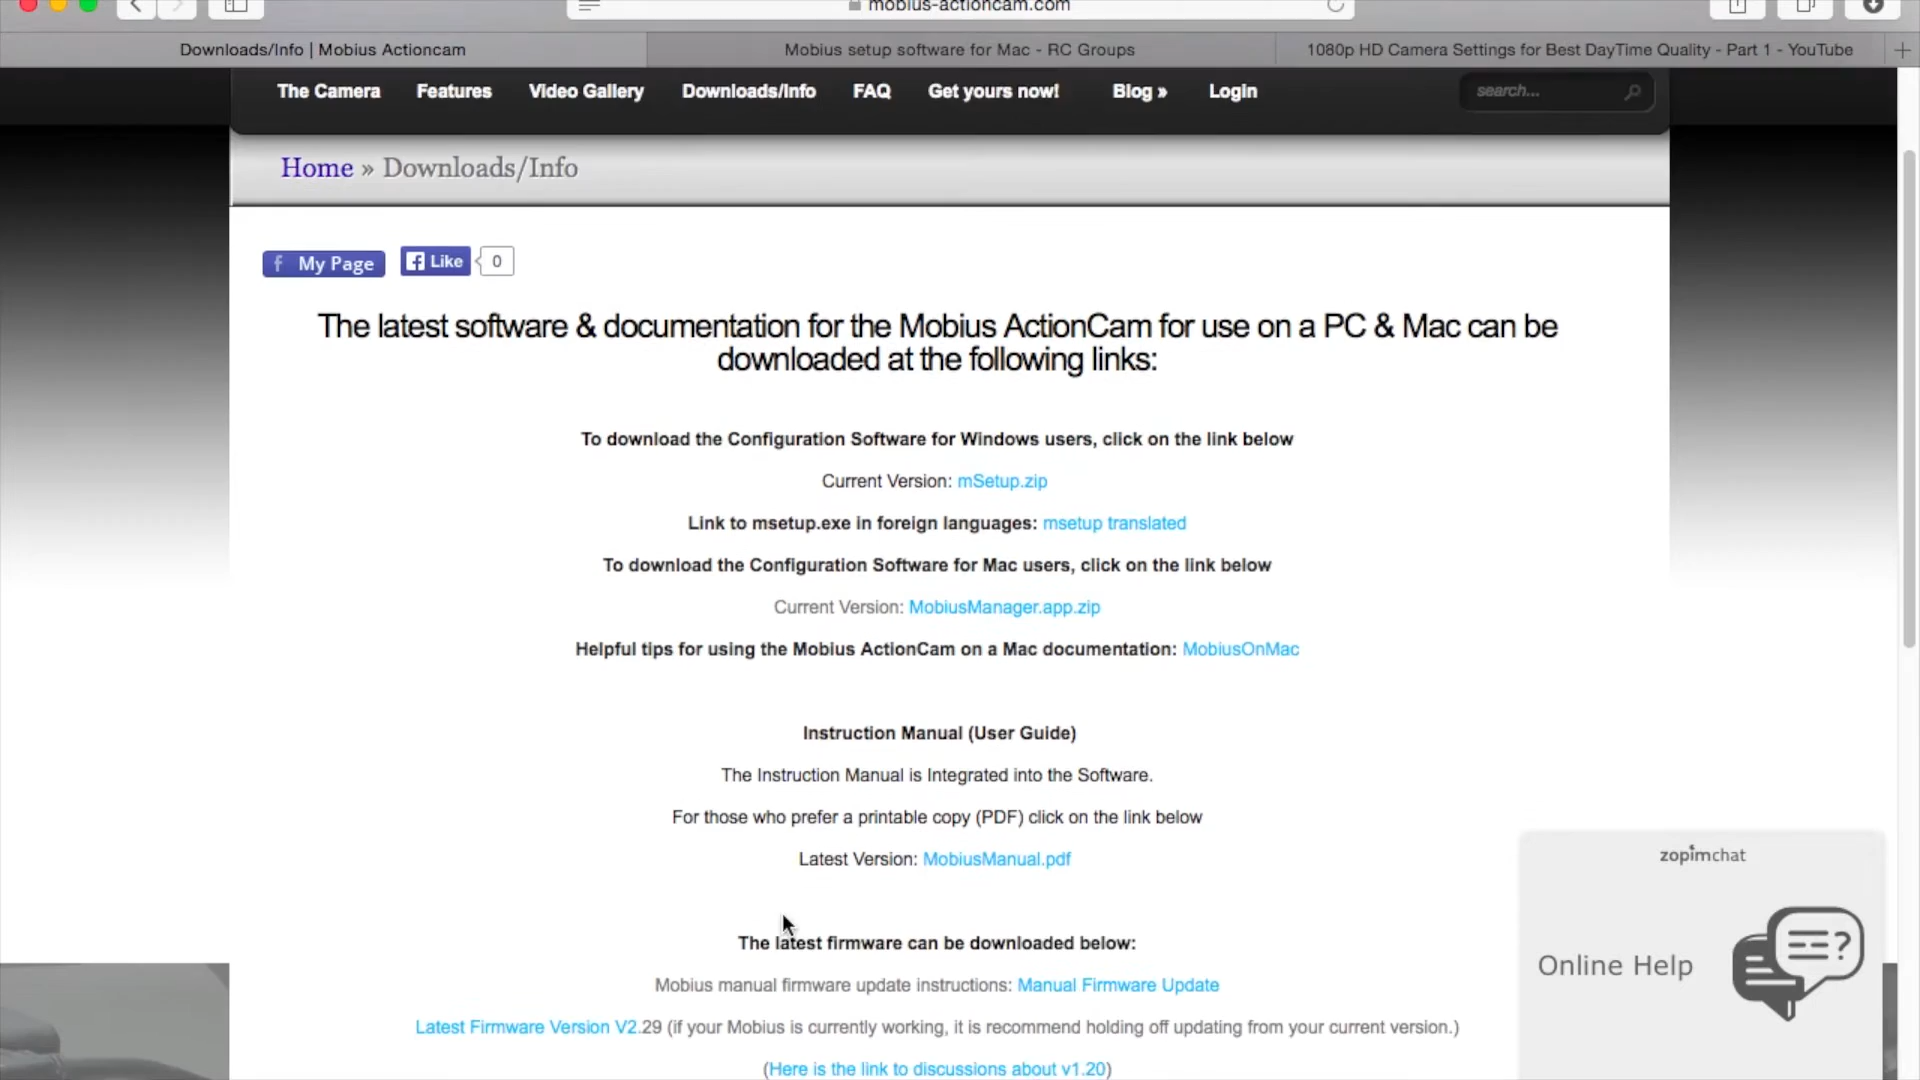 mobius-actioncam.com
Downloads/Info | Mobius Actioncam
Mobius setup software for Mac - RC Groups
1080p HD Camera Settings for Best DayTime Quality - Part 1 - YouTube
The Camera Features Video Gallery Downloads/Info FAQ Get yours now! Blog » Login search...
Home » Downloads/Info
f My Page f Like 0
The latest software & documentation for the Mobius ActionCam for use on a PC & Mac can be
downloaded at the following links:
To download the Configuration Software for Windows users, click on the link below
Current Version: mSetup.zip
Link to msetup.exe in foreign languages: msetup translated
To download the Configuration Software for Mac users, click on the link below
Current Version: MobiusManager.app.zip
Helpful tips for using the Mobius ActionCam on a Mac documentation: MobiusOnMac
Instruction Manual (User Guide)
The Instruction Manual is Integrated into the Software.
For those who prefer a printable copy (PDF) click on the link below
Latest Version: MobiusManual.pdf
The latest firmware can be downloaded below:
Mobius manual firmware update instructions: Manual Firmware Update
Latest Firmware Version V2.29 (if your Mobius is currently working, it is recommend holding off updating from your current version.)
(Here is the link to discussions about v1.20)
zopimchat
Online Help